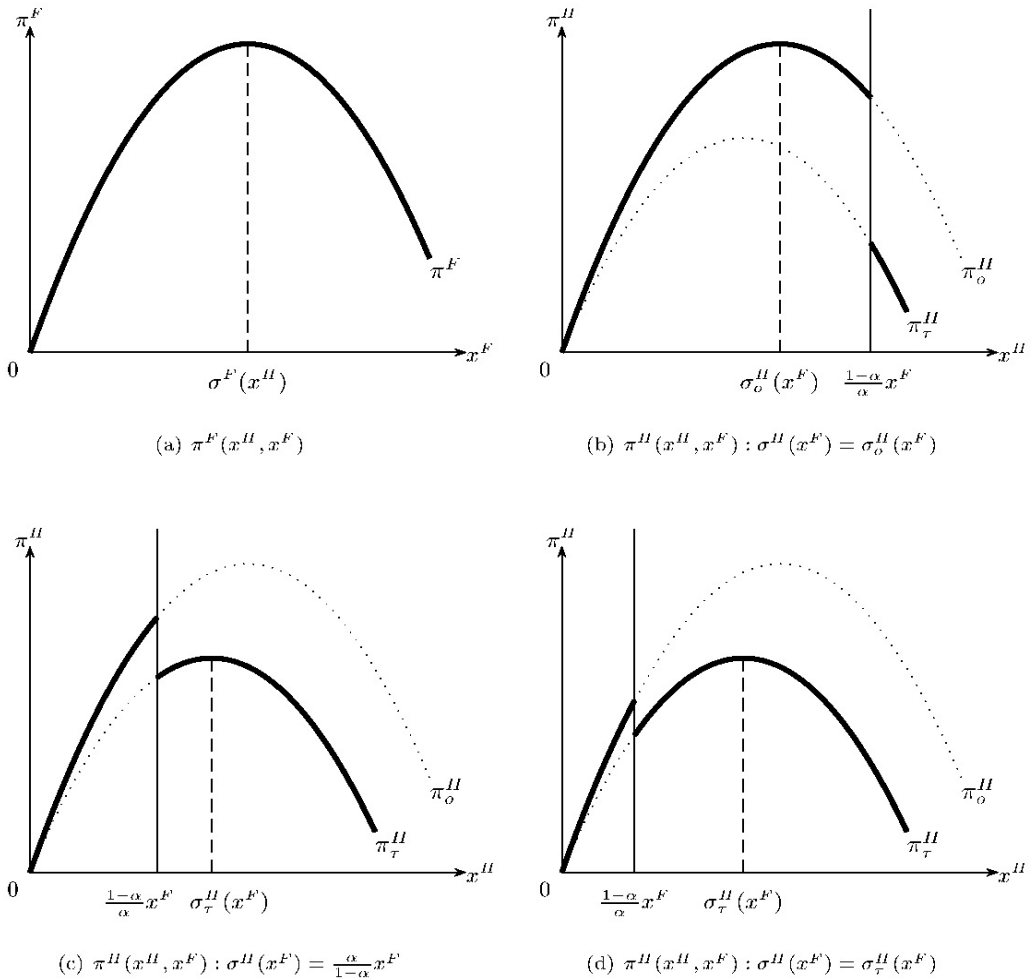 π^F
π^F
0
x^F
σ^F(x^H)
(a) π^F(x^H, x^F)
π^H
π_o^H
π_τ^H
0
x^H
σ_o^H(x^F) (1−α)/α x^F
(b) π^H(x^H, x^F) : σ^H(x^F) = σ_o^H(x^F)
π^H
π_o^H
π_τ^H
0
x^H
(1−α)/α x^F σ_τ^H(x^F)
(c) π^H(x^H, x^F) : σ^H(x^F) = α/(1−α) x^F
π^H
π_o^H
π_τ^H
0
x^H
(1−α)/α x^F σ_τ^H(x^F)
(d) π^H(x^H, x^F) : σ^H(x^F) = σ_τ^H(x^F)